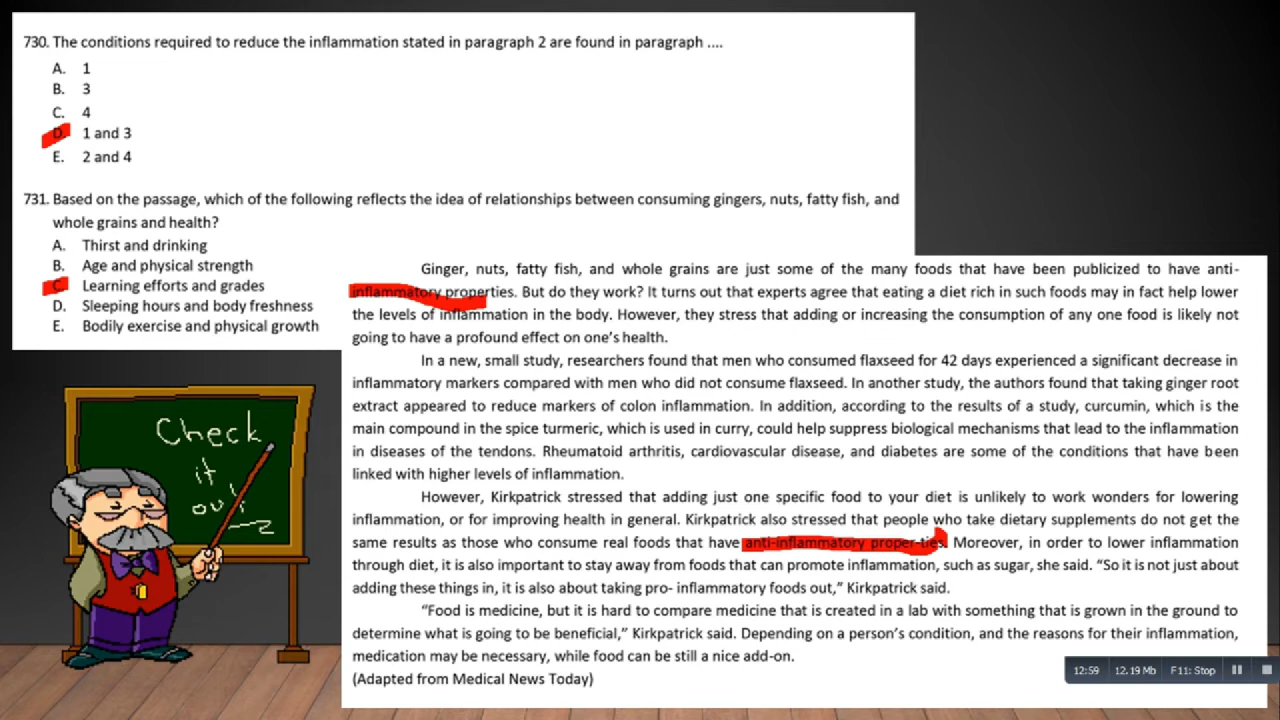 730. The conditions required to reduce the inflammation stated in paragraph 2 are found in paragraph ....
A. 1
B. 3
C. 4
D. 1 and 3
E. 2 and 4
731. Based on the passage, which of the following reflects the idea of relationships between consuming gingers, nuts, fatty fish, and
whole grains and health?
A. Thirst and drinking
B. Age and physical strength
C. Learning efforts and grades
D. Sleeping hours and body freshness
E. Bodily exercise and physical growth
Ginger, nuts, fatty fish, and whole grains are just some of the many foods that have been publicized to have anti-
inflammatory properties. But do they work? It turns out that experts agree that eating a diet rich in such foods may in fact help lower
the levels of inflammation in the body. However, they stress that adding or increasing the consumption of any one food is likely not
going to have a profound effect on one's health.
In a new, small study, researchers found that men who consumed flaxseed for 42 days experienced a significant decrease in
inflammatory markers compared with men who did not consume flaxseed. In another study, the authors found that taking ginger root
extract appeared to reduce markers of colon inflammation. In addition, according to the results of a study, curcumin, which is the
main compound in the spice turmeric, which is used in curry, could help suppress biological mechanisms that lead to the inflammation
in diseases of the tendons. Rheumatoid arthritis, cardiovascular disease, and diabetes are some of the conditions that have been
linked with higher levels of inflammation.
However, Kirkpatrick stressed that adding just one specific food to your diet is unlikely to work wonders for lowering
inflammation, or for improving health in general. Kirkpatrick also stressed that people who take dietary supplements do not get the
same results as those who consume real foods that have anti-inflammatory proper-ties. Moreover, in order to lower inflammation
through diet, it is also important to stay away from foods that can promote inflammation, such as sugar, she said. "So it is not just about
adding these things in, it is also about taking pro- inflammatory foods out," Kirkpatrick said.
"Food is medicine, but it is hard to compare medicine that is created in a lab with something that is grown in the ground to
determine what is going to be beneficial," Kirkpatrick said. Depending on a person's condition, and the reasons for their inflammation,
medication may be necessary, while food can be still a nice add-on.
(Adapted from Medical News Today)
Check
it
out
12:59 12.19 Mb F11: Stop